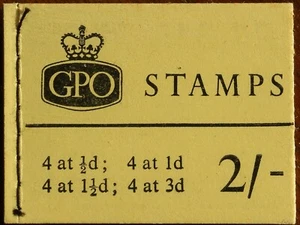 GPO STAMPS
4 at ½d; 4 at 1d
4 at 1½d; 4 at 3d 2/-